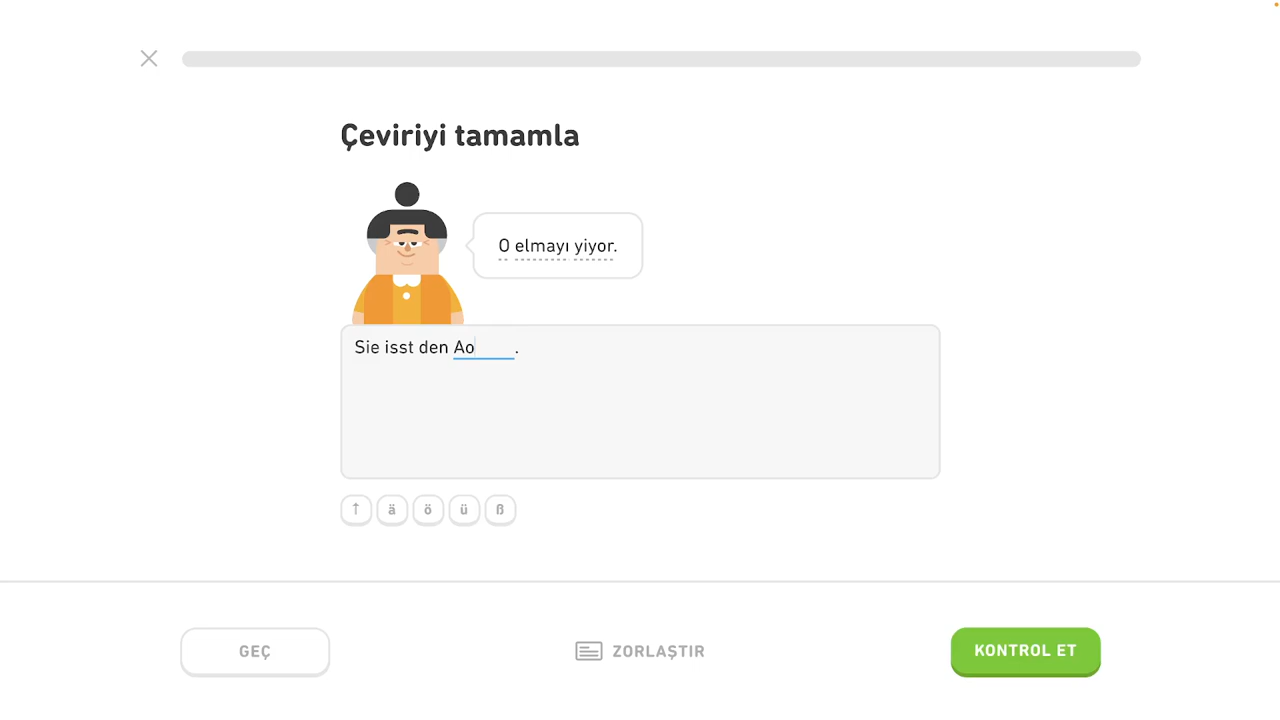 Çeviriyi tamamla
O elmayı yiyor.
Sie isst den Ao .
↑ ä ö ü ß
GEÇ
ZORLAŞTIR
KONTROL ET